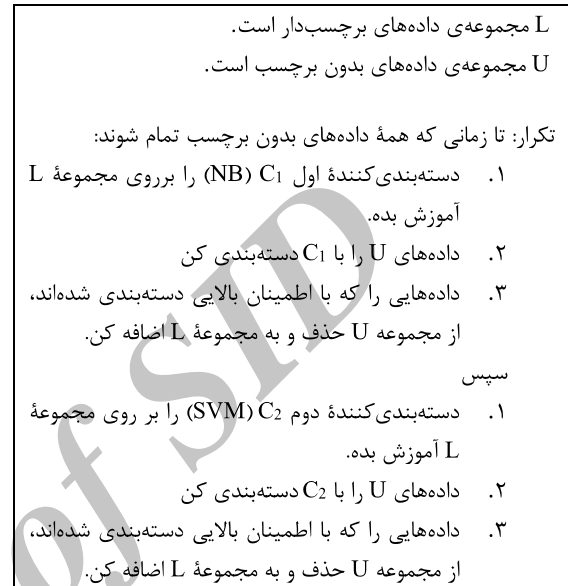 L مجموعه‌ی داده‌های برچسب‌دار است.
U مجموعه‌ی داده‌های بدون برچسب است.
تکرار: تا زمانی که همهٔ داده‌های بدون برچسب تمام شوند:
۱. دسته‌بندی‌کنندهٔ اول C1 (NB) را برروی مجموعهٔ L
آموزش بده.
۲. داده‌های U را با C1 دسته‌بندی کن
۳. داده‌هایی را که با اطمینان بالایی دسته‌بندی شده‌اند،
از مجموعه U حذف و به مجموعهٔ L اضافه کن.
سپس
۱. دسته‌بندی‌کنندهٔ دوم C2 (SVM) را بر روی مجموعهٔ
L آموزش بده.
۲. داده‌های U را با C2 دسته‌بندی کن
۳. داده‌هایی را که با اطمینان بالایی دسته‌بندی شده‌اند،
از مجموعه U حذف و به مجموعهٔ L اضافه کن.
of SID